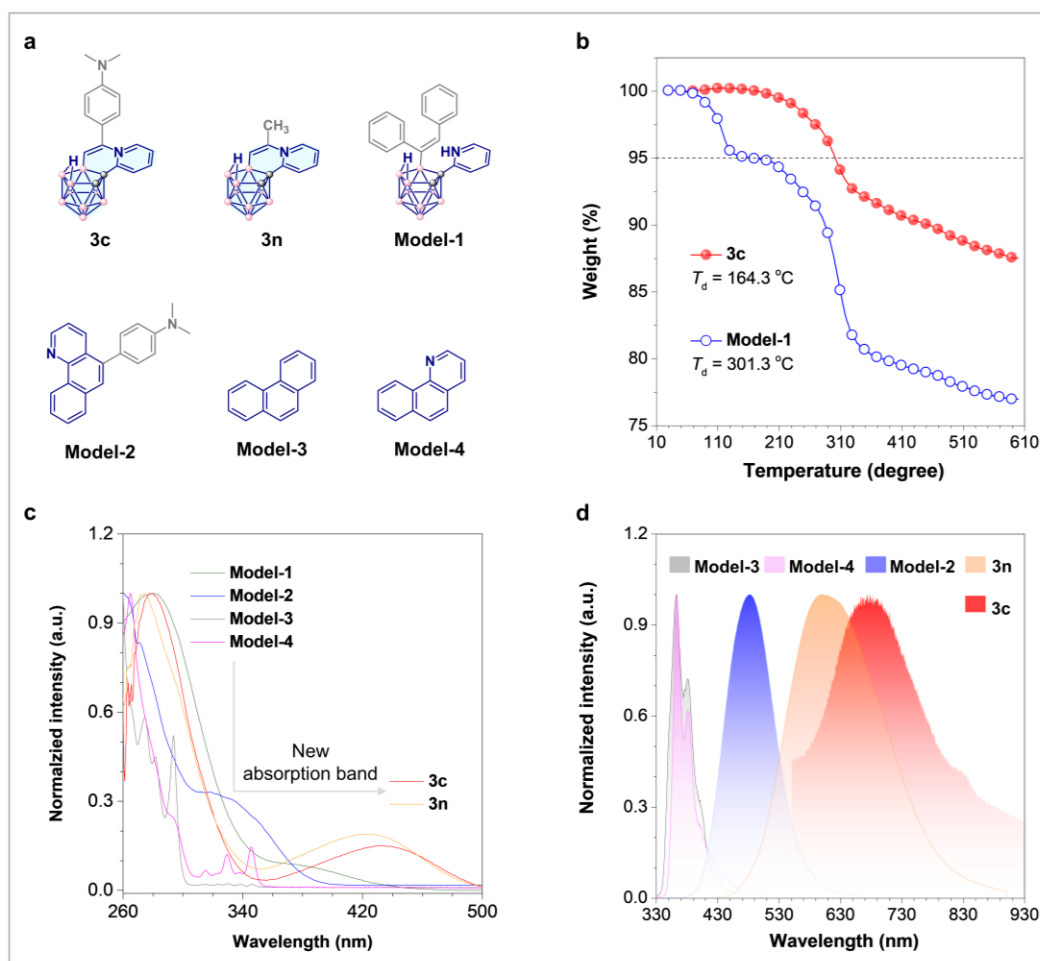 a
N
CH₃
H
N
H
N
H
HN
3c
3n
Model-1
N
N
N
Model-2
Model-3
Model-4
b
100
95
90
85
80
75
Weight (%)
3c
Td = 164.3 °C
Model-1
Td = 301.3 °C
10 110 210 310 410 510 610
Temperature (degree)
c
1.2
0.9
0.6
0.3
0.0
Normalzied intensity (a.u.)
Model-1
Model-2
Model-3
Model-4
New
absorption band
3c
3n
260 340 420 500
Wavelength (nm)
d
1.2
0.9
0.6
0.3
0.0
Normalized intensity (a.u.)
Model-3 Model-4 Model-2 3n
3c
330 430 530 630 730 830 930
Wavelength (nm)